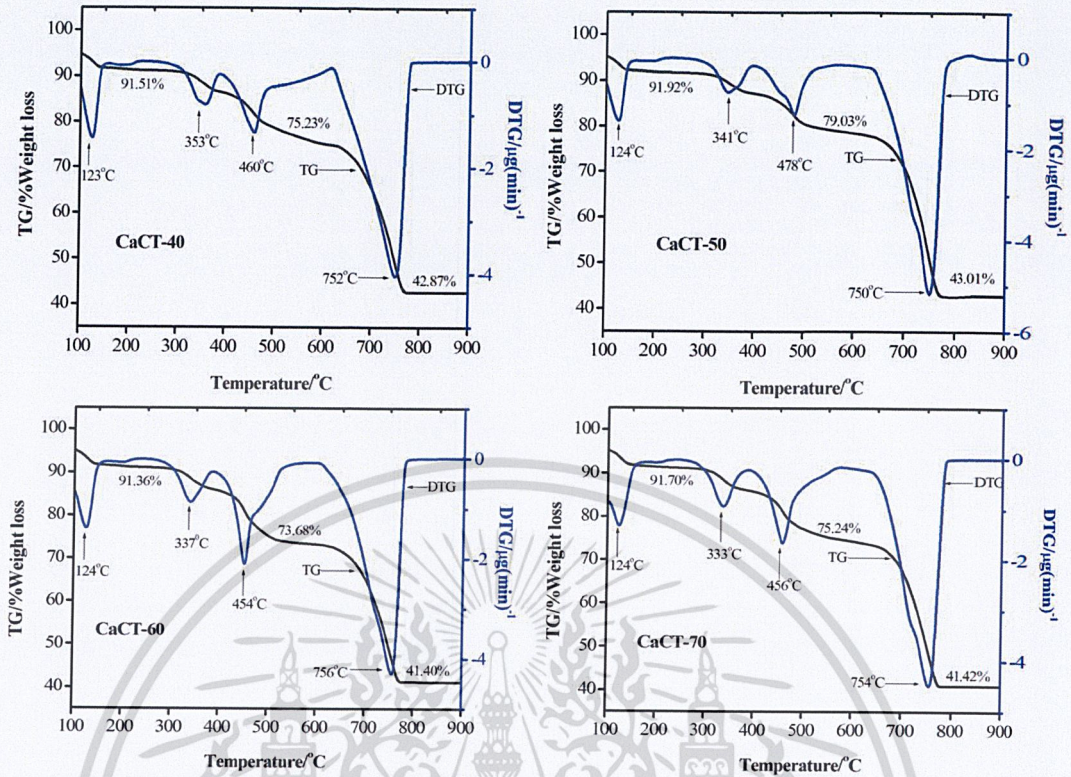 100
90
80
70
60
50
40
TG/%Weight loss
91.51%
75.23%
42.87%
123°C
353°C
460°C
752°C
TG
DTG
CaCT-40
0
-2
-4
DTG/µg(min)⁻¹
100 200 300 400 500 600 700 800 900
Temperature/°C
100
90
80
70
60
50
40
TG/%Weight loss
91.92%
79.03%
43.01%
124°C
341°C
478°C
750°C
TG
DTG
CaCT-50
0
-1
-2
-3
-4
-5
-6
DTG/µg(min)⁻¹
100 200 300 400 500 600 700 800 900
Temperature/°C
100
90
80
70
60
50
40
TG/%Weight loss
91.36%
73.68%
41.40%
124°C
337°C
454°C
756°C
TG
DTG
CaCT-60
0
-2
-4
DTG/µg(min)⁻¹
100 200 300 400 500 600 700 800 900
Temperature/°C
100
90
80
70
60
50
40
TG/%Weight loss
91.70%
75.24%
41.42%
124°C
333°C
456°C
754°C
TG
DTG
CaCT-70
0
-2
-4
DTG/µg(min)⁻¹
100 200 300 400 500 600 700 800 900
Temperature/°C